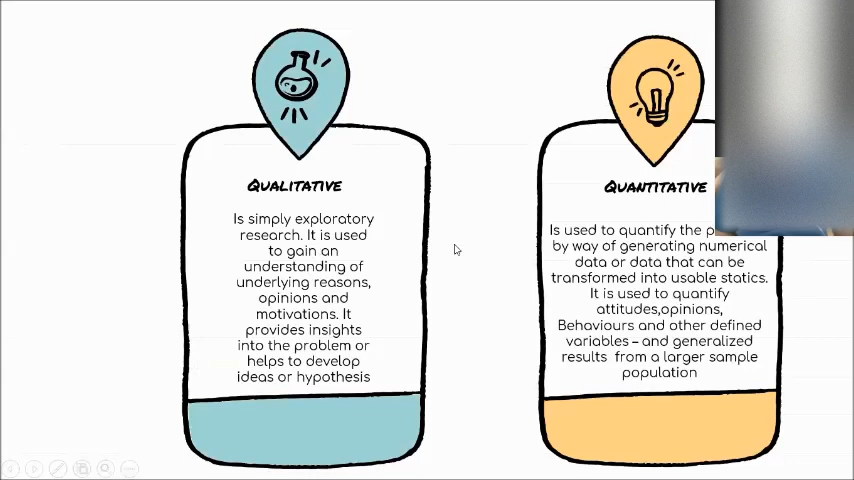 QUALITATIVE
Is simply exploratory
research. It is used
to gain an
understanding of
underlying reasons,
opinions and
motivations. It
provides insights
into the problem or
helps to develop
ideas or hypothesis
QUANTITATIVE
Is used to quantify the
by way of generating numerical
data or data that can be
transformed into usable statics.
It is used to quantify
attitudes,opinions,
Behaviours and other defined
variables – and generalized
results from a larger sample
population